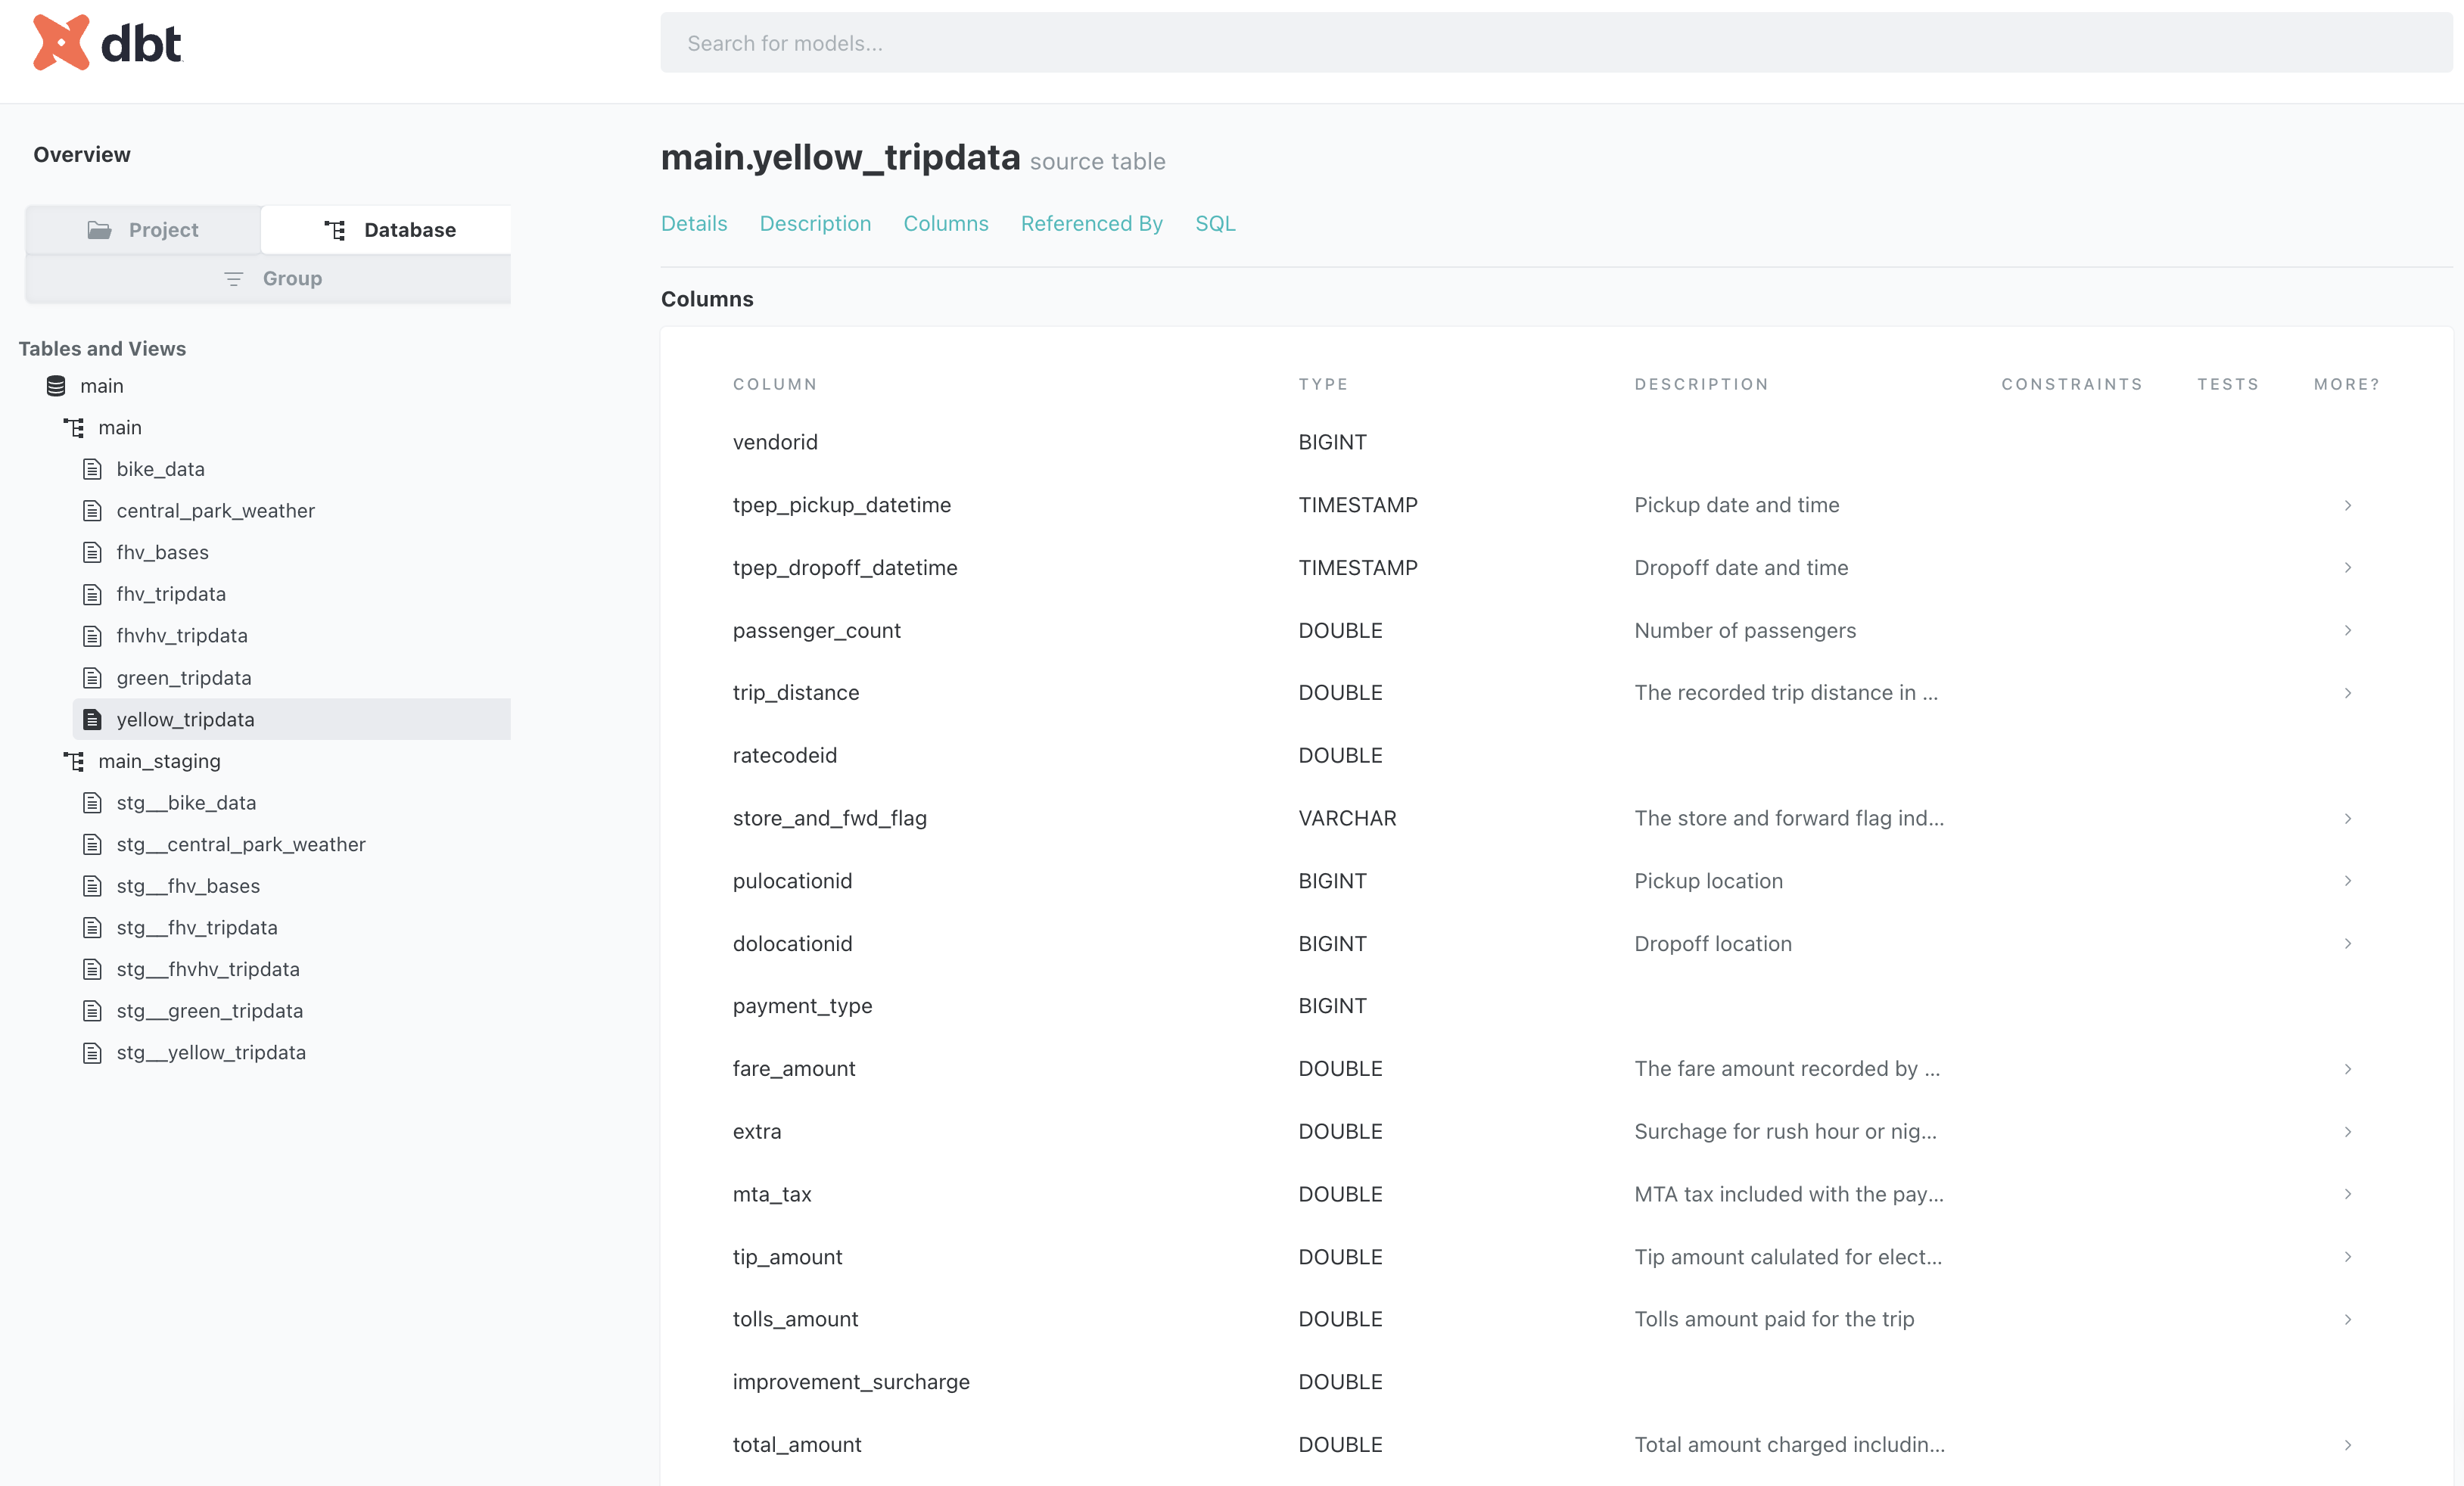 dbt
Search for models...
Overview
Project
Database
Group
Tables and Views
main
main
bike_data
central_park_weather
fhv_bases
fhv_tripdata
fhvhv_tripdata
green_tripdata
yellow_tripdata
main_staging
stg__bike_data
stg__central_park_weather
stg__fhv_bases
stg__fhv_tripdata
stg__fhvhv_tripdata
stg__green_tripdata
stg__yellow_tripdata
main.yellow_tripdata source table
Details Description Columns Referenced By SQL
Columns
COLUMN TYPE DESCRIPTION CONSTRAINTS TESTS MORE?
vendorid BIGINT
tpep_pickup_datetime TIMESTAMP Pickup date and time
tpep_dropoff_datetime TIMESTAMP Dropoff date and time
passenger_count DOUBLE Number of passengers
trip_distance DOUBLE The recorded trip distance in ...
ratecodeid DOUBLE
store_and_fwd_flag VARCHAR The store and forward flag ind...
pulocationid BIGINT Pickup location
dolocationid BIGINT Dropoff location
payment_type BIGINT
fare_amount DOUBLE The fare amount recorded by ...
extra DOUBLE Surchage for rush hour or nig...
mta_tax DOUBLE MTA tax included with the pay...
tip_amount DOUBLE Tip amount calulated for elect...
tolls_amount DOUBLE Tolls amount paid for the trip
improvement_surcharge DOUBLE
total_amount DOUBLE Total amount charged includin...